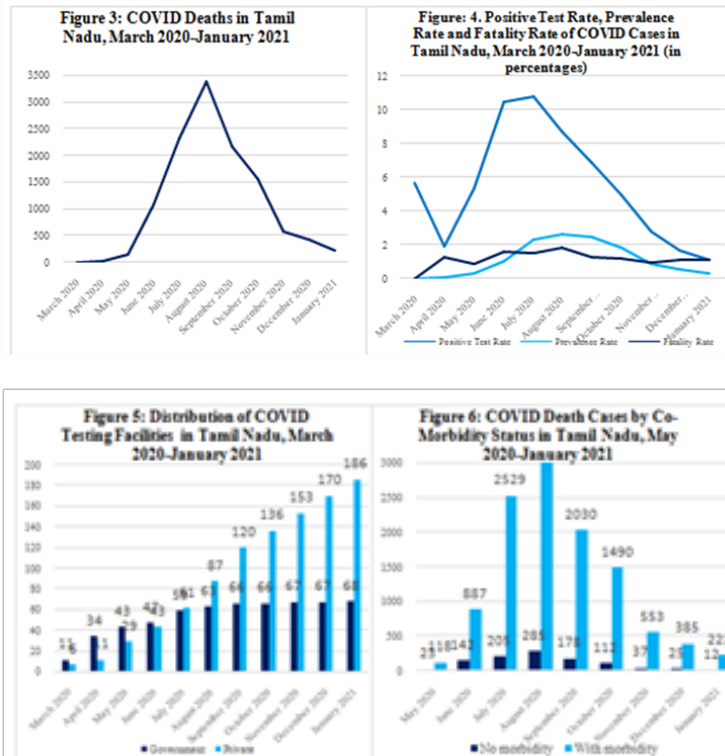 Figure 3: COVID Deaths in Tamil
Nadu, March 2020-January 2021
3500
3000
2500
2000
1500
1000
500
0
March 2020
April 2020
May 2020
June 2020
July 2020
August 2020
September 2020
October 2020
November 2020
December 2020
January 2021
Figure: 4. Positive Test Rate, Prevalence
Rate and Fatality Rate of COVID Cases in
Tamil Nadu, March 2020-January 2021 (in
percentages)
12
10
8
6
4
2
0
March 2020
April 2020
May 2020
June 2020
July 2020
August 2020
September..
October 2020
November..
December..
January 2021
Positive Test Rate Prevalence Rate Fatality Rate
Figure 5: Distribution of COVID
Testing Facilities in Tamil Nadu, March
2020-January 2021
200
180
160
140
120
100
80
60
40
20
0
11 34 43 47 59 63 66 66 67 67 68
6 11 29 43 61 87 120 136 153 170 186
March 2020
April 2020
May 2020
June 2020
July 2020
August 2020
September 2020
October 2020
November 2020
December 2020
January 2021
Government Private
Figure 6: COVID Death Cases by Co-
Morbidity Status in Tamil Nadu, May
2020-January 2021
3000
2500
2000
1500
1000
500
0
142 205 285 178 112 37 25 12
118 887 2529 2030 1490 553 385
May 2020
June 2020
July 2020
August 2020
September 2020
October 2020
November 2020
December 2020
January 2021
No morbidity With morbidity